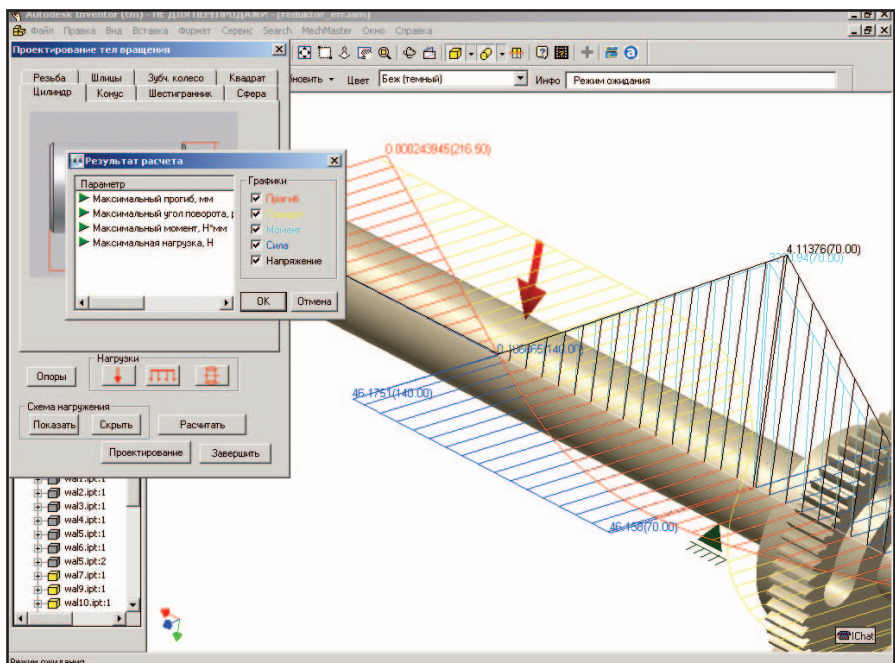 Autodesk Inventor (tm) - НЕ ДЛЯ ПЕРЕПРОДАЖИ - [reduktor_err.iam]
Файл Правка Вид Вставка Формат Сервис Search MechMaster Окно Справка
Проектирование тел вращения
новить Цвет Беж (темный) Инфо Режим ожидания
Резьба Шлицы Зубч. колесо Квадрат
Цилиндр Конус Шестигранник Сфера
0.000243945(216.50)
Результат расчета
Параметр
Максимальный прогиб, мм
Максимальный угол поворота, р
Максимальный момент, Н*мм
Максимальная нагрузка, Н
Графики
Прогиб
Момент
Сила
Напряжение
OK Отмена
4.11376(70.00)
0.106065(140.00)
46.1751(140.00)
46.158(70.00)
Нагрузки
Опоры
Схема нагружения
Показать Скрыть Расчитать
Проектирование Завершить
wal1.ipt:1
wal2.ipt:1
wal3.ipt:1
wal4.ipt:1
wal5.ipt:1
wal6.ipt:1
wal5.ipt:2
wal7.ipt:1
wal9.ipt:1
wal10.ipt:1
IChat
Режим ожидания